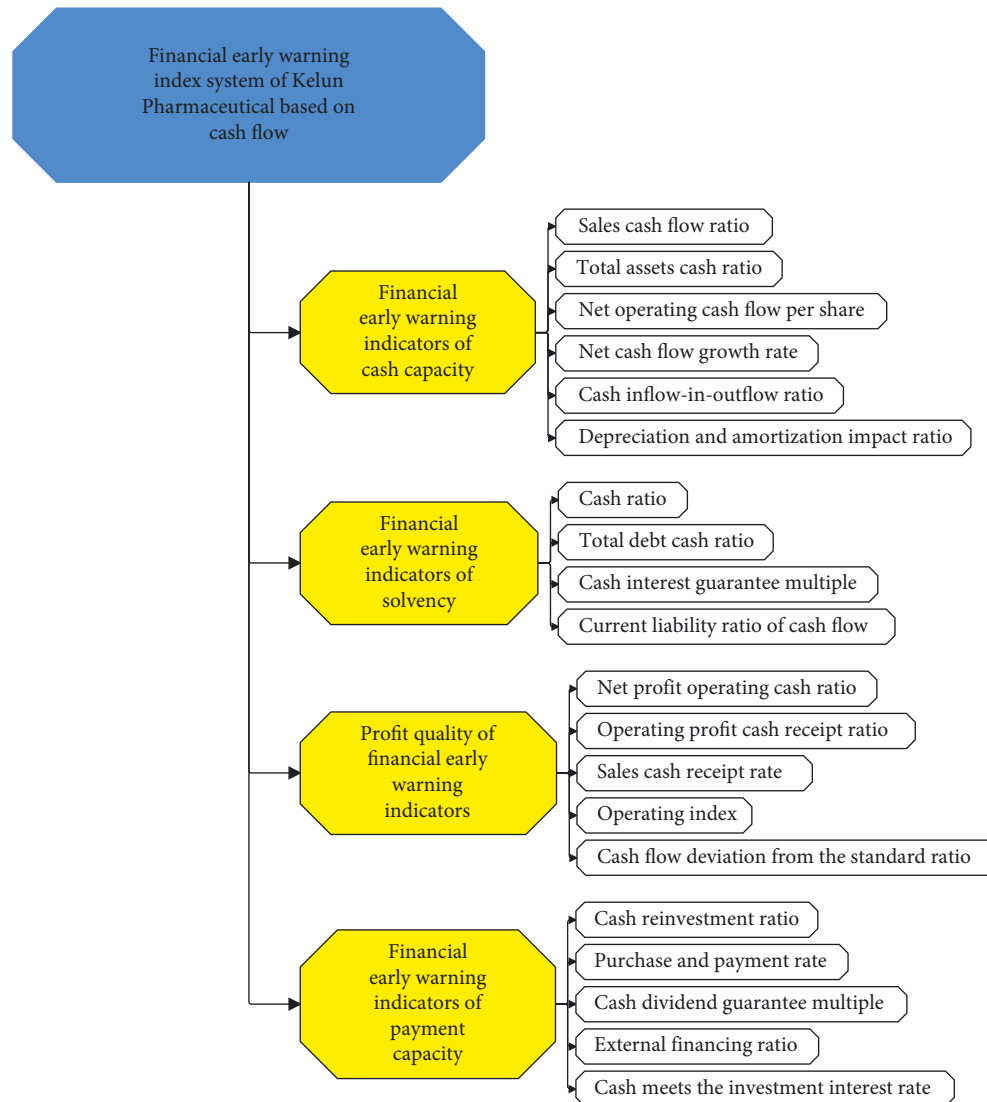 Financial early warning
index system of Kelun
Pharmaceutical based on
cash flow
Financial
early warning
indicators of
cash capacity
Sales cash flow ratio
Total assets cash ratio
Net operating cash flow per share
Net cash flow growth rate
Cash inflow-in-outflow ratio
Depreciation and amortization impact ratio
Financial
early warning
indicators of
solvency
Cash ratio
Total debt cash ratio
Cash interest guarantee multiple
Current liability ratio of cash flow
Profit quality of
financial early
warning
indicators
Net profit operating cash ratio
Operating profit cash receipt ratio
Sales cash receipt rate
Operating index
Cash flow deviation from the standard ratio
Financial
early warning
indicators of
payment
capacity
Cash reinvestment ratio
Purchase and payment rate
Cash dividend guarantee multiple
External financing ratio
Cash meets the investment interest rate